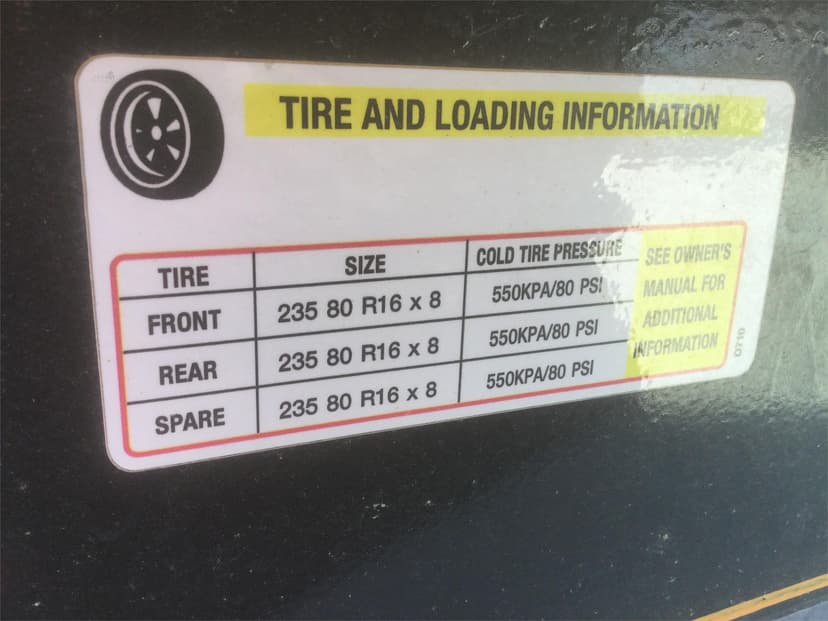 TIRE AND LOADING INFORMATION
TIRE SIZE COLD TIRE PRESSURE
FRONT 235 80 R16 x 8 550KPA/80 PSI
REAR 235 80 R16 x 8 550KPA/80 PSI
SPARE 235 80 R16 x 8 550KPA/80 PSI
SEE OWNER'S
MANUAL FOR
ADDITIONAL
INFORMATION
0710